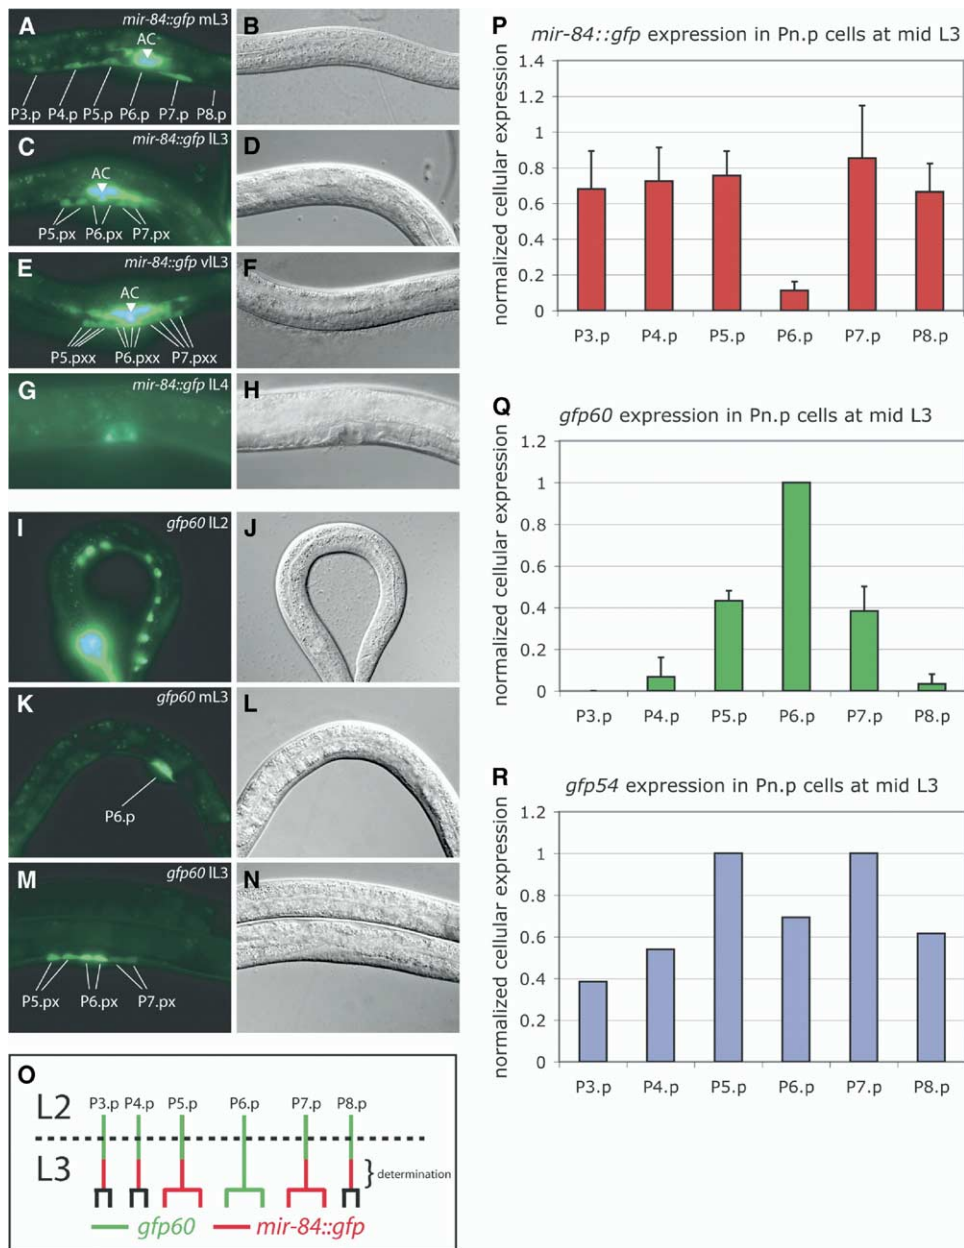 A
mir-84::gfp mL3
AC
P3.p P4.p P5.p P6.p P7.p P8.p
B
C
mir-84::gfp lL3
AC
P5.px P6.px P7.px
D
E
mir-84::gfp vlL3
AC
P5.pxx P6.pxx P7.pxx
F
G
mir-84::gfp lL4
H
I
gfp60 lL2
J
K
gfp60 mL3
P6.p
L
M
gfp60 lL3
P5.px P6.px P7.px
N
O
L2
P3.p P4.p P5.p P6.p P7.p P8.p
L3
determination
gfp60 mir-84::gfp
P
mir-84::gfp expression in Pn.p cells at mid L3
normalized cellular expression
1.4
1.2
1
0.8
0.6
0.4
0.2
0
P3.p P4.p P5.p P6.p P7.p P8.p
Q
gfp60 expression in Pn.p cells at mid L3
normalized cellular expression
1.2
1
0.8
0.6
0.4
0.2
0
P3.p P4.p P5.p P6.p P7.p P8.p
R
gfp54 expression in Pn.p cells at mid L3
normalized cellular expression
1.2
1
0.8
0.6
0.4
0.2
0
P3.p P4.p P5.p P6.p P7.p P8.p